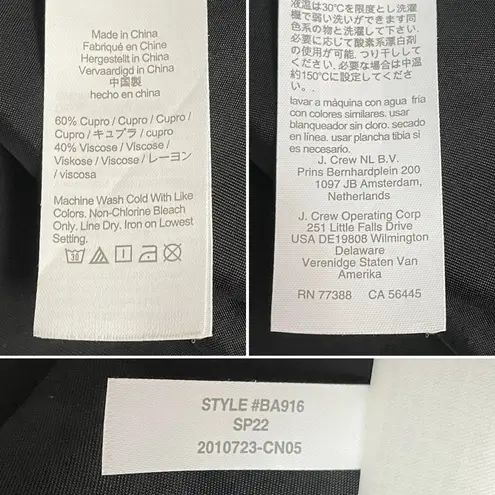 Made in China
Fabriqué en Chine
Hergestellt in China
Vervaardigd in China
中国製
hecho en china
60% Cupro / Cupro / Cupro /
Cupro / キュプラ / cupro
40% Viscose / Viscose /
Viskose / Viscose / レーヨン
/ viscosa
Machine Wash Cold With Like
Colors. Non-Chlorine Bleach
Only. Line Dry. Iron on Lowest
Setting.
30
液温は30℃を限度とし洗濯
機で弱い洗いができます同
色系の物と洗濯して下さい.
必要に応じて酸素系漂白剤
の使用が可能. つり干しして
ください. 必要な場合は中温
約150℃に設定してくださ
い.
lavar a máquina con agua fria
con colores similares. usar
blanqueador sin cloro. secado
en línea. usar plancha tibia si
es necesario.
J. Crew NL B.V.
Prins Bernhardplein 200
1097 JB Amsterdam,
Netherlands
J. Crew Operating Corp
251 Little Falls Drive
USA DE19808 Wilmington
Delaware
Verenidge Staten Van
Amerika
RN 77388 CA 56445
STYLE #BA916
SP22
2010723-CN05